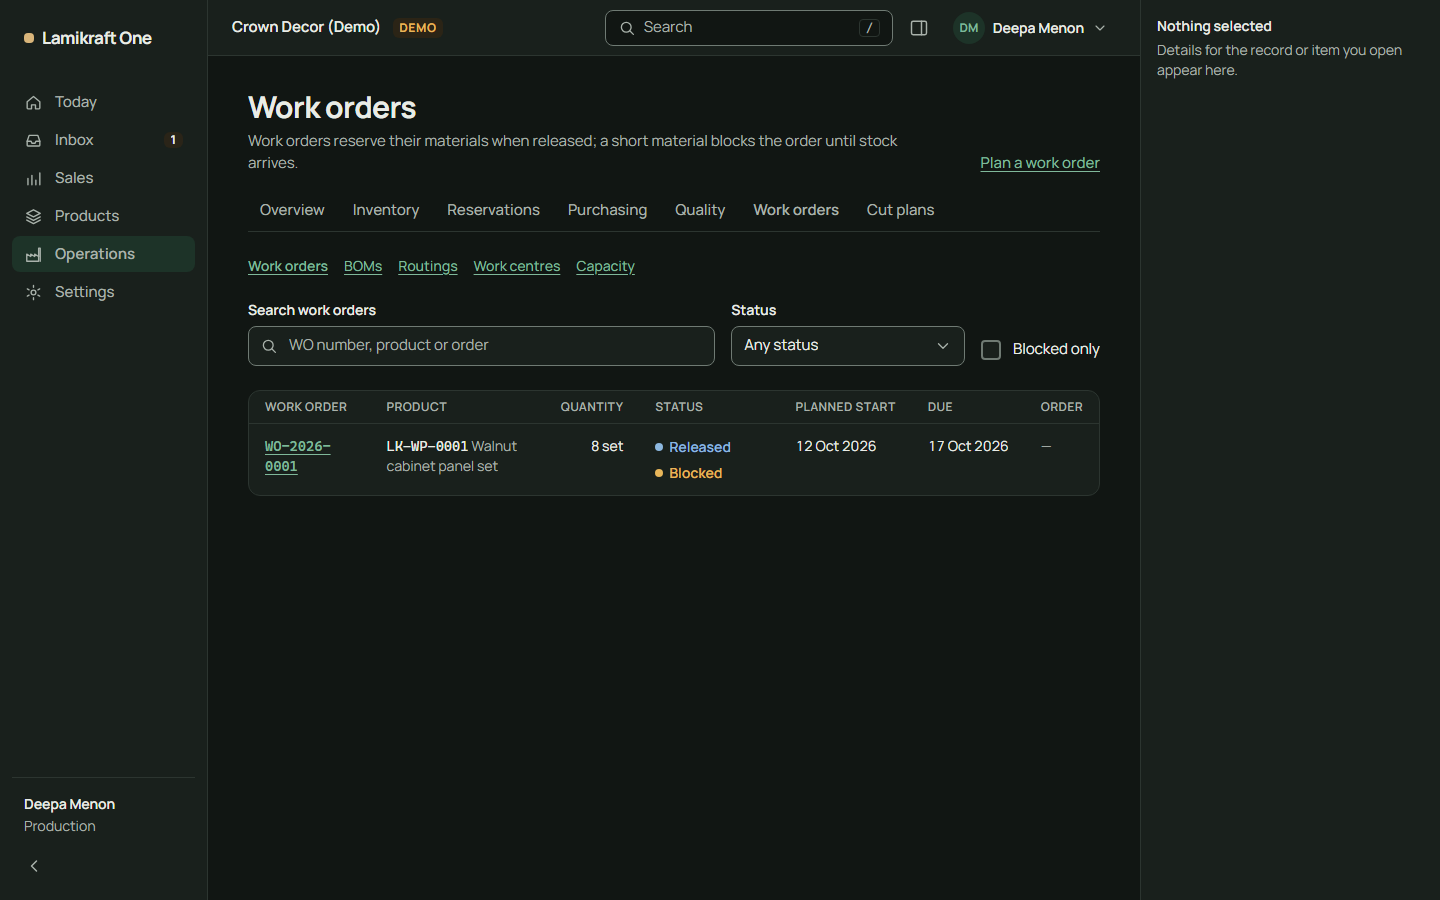 Lamikraft One
Today
Inbox 1
Sales
Products
Operations
Settings
Deepa Menon
Production
Crown Decor (Demo) DEMO
Search /
DM Deepa Menon
Work orders
Work orders reserve their materials when released; a short material blocks the order until stock
arrives.
Plan a work order
Overview Inventory Reservations Purchasing Quality Work orders Cut plans
Work orders BOMs Routings Work centres Capacity
Search work orders
WO number, product or order
Status
Any status
Blocked only
WORK ORDER PRODUCT QUANTITY STATUS PLANNED START DUE ORDER
WO-2026-
0001
LK-WP-0001 Walnut
cabinet panel set
8 set
Released
Blocked
12 Oct 2026
17 Oct 2026
—
Nothing selected
Details for the record or item you open
appear here.